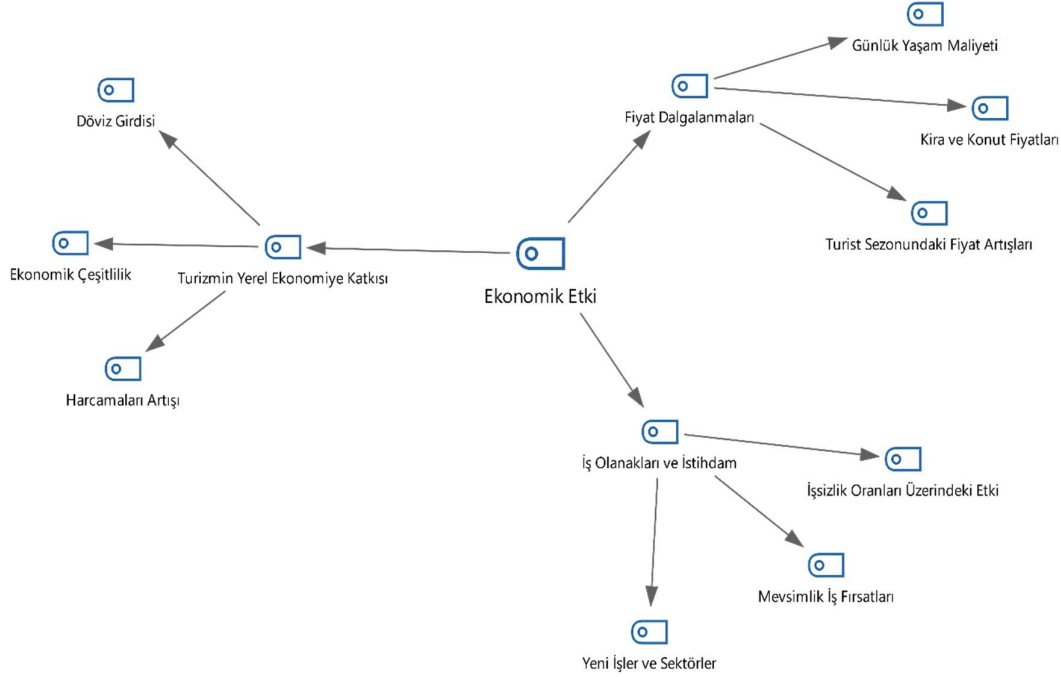 Günlük Yaşam Maliyeti
Fiyat Dalgalanmaları
Döviz Girdisi
Kira ve Konut Fiyatları
Turist Sezonundaki Fiyat Artışları
Ekonomik Çeşitlilik
Turizmin Yerel Ekonomiye Katkısı
Ekonomik Etki
Harcamaları Artışı
İş Olanakları ve İstihdam
İşsizlik Oranları Üzerindeki Etki
Mevsimlik İş Fırsatları
Yeni İşler ve Sektörler